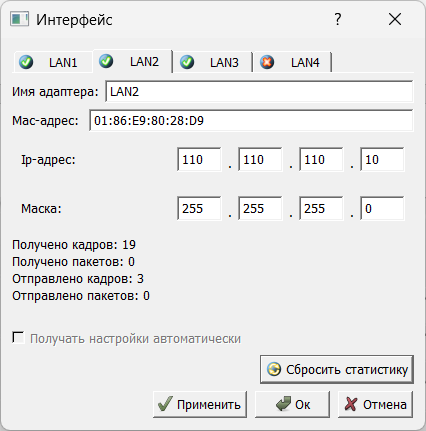 Интерфейс
?
LAN1 LAN2 LAN3 LAN4
Имя адаптера: LAN2
Mac-адрес: 01:86:E9:80:28:D9
Ip-адрес: 110 . 110 . 110 . 10
Маска: 255 . 255 . 255 . 0
Получено кадров: 19
Получено пакетов: 0
Отправлено кадров: 3
Отправлено пакетов: 0
Получать настройки автоматически
Сбросить статистику
Применить Ок Отмена